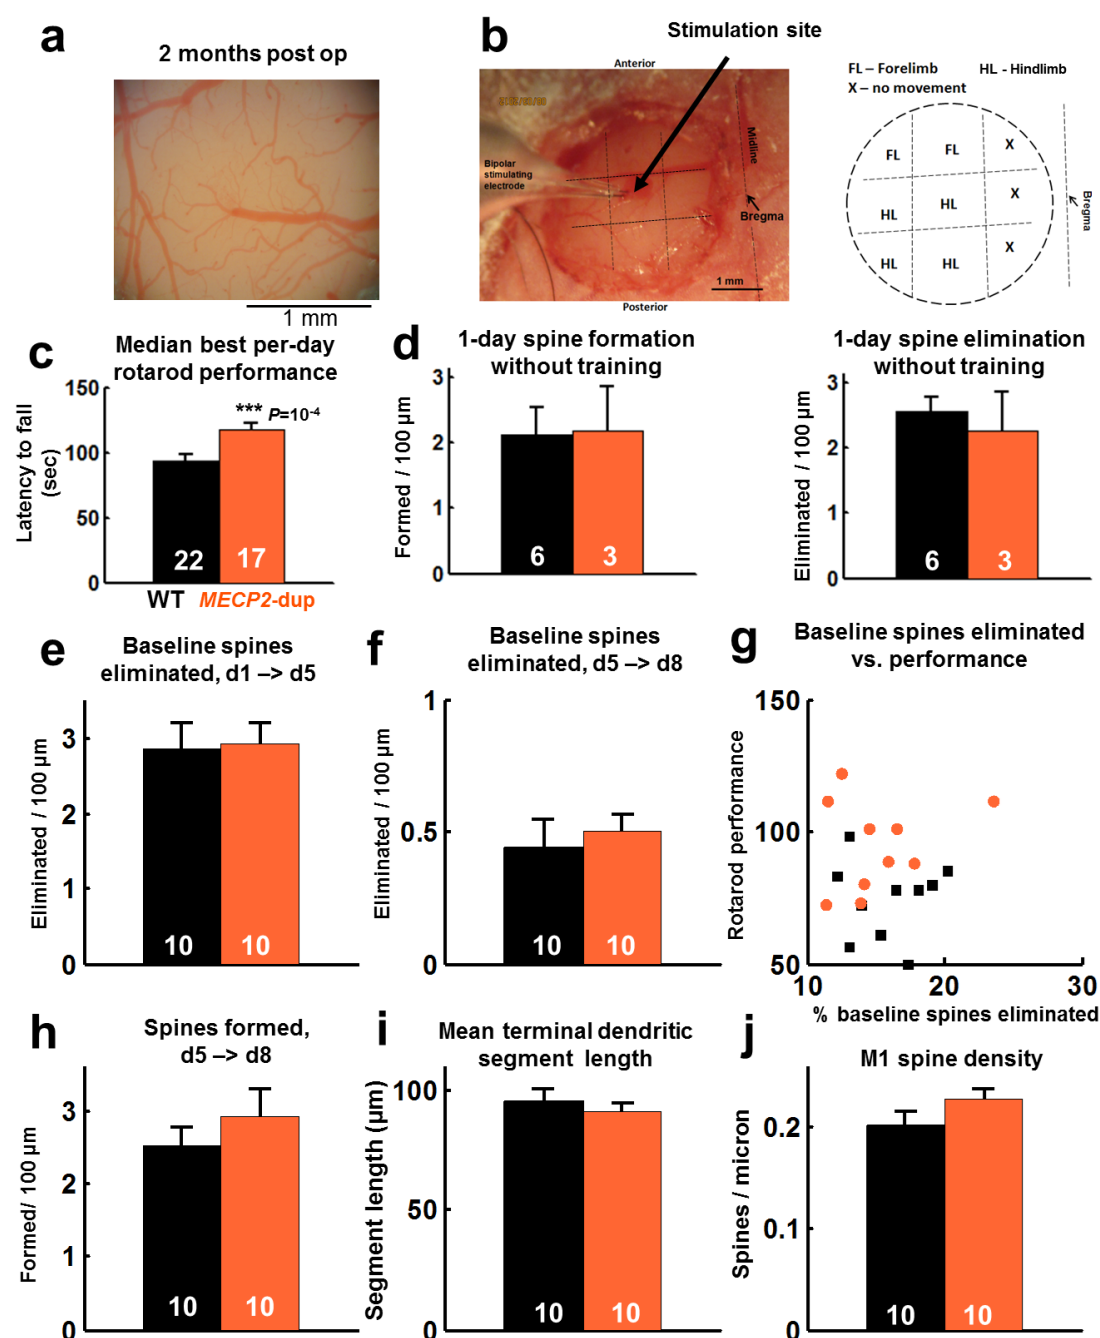 a
2 months post op
1 mm
b
Stimulation site
Anterior
Bipolar
stimulating
electrode
Midline
Bregma
1 mm
Posterior
FL – Forelimb
HL - Hindlimb
X – no movement
FL
FL
X
HL
HL
X
HL
HL
X
Bregma
c
Median best per-day
rotarod performance
Latency to fall
(sec)
150
100
50
0
*** P=10-4
22
17
WT
MECP2-dup
d
1-day spine formation
without training
Formed / 100 µm
3
2
1
0
6
3
1-day spine elimination
without training
Eliminated / 100 µm
3
2
1
0
6
3
e
Baseline spines
eliminated, d1 –> d5
Eliminated / 100 µm
3
2
1
0
10
10
f
Baseline spines
eliminated, d5 –> d8
Eliminated / 100 µm
1
0.5
0
10
10
g
Baseline spines eliminated
vs. performance
Rotarod performance
150
100
50
10
20
30
% baseline spines eliminated
h
Spines formed,
d5 –> d8
Formed/ 100 µm
3
2
1
0
10
10
i
Mean terminal dendritic
segment length
Segment length (µm)
100
50
0
10
10
j
M1 spine density
Spines / micron
0.2
0.1
0
10
10